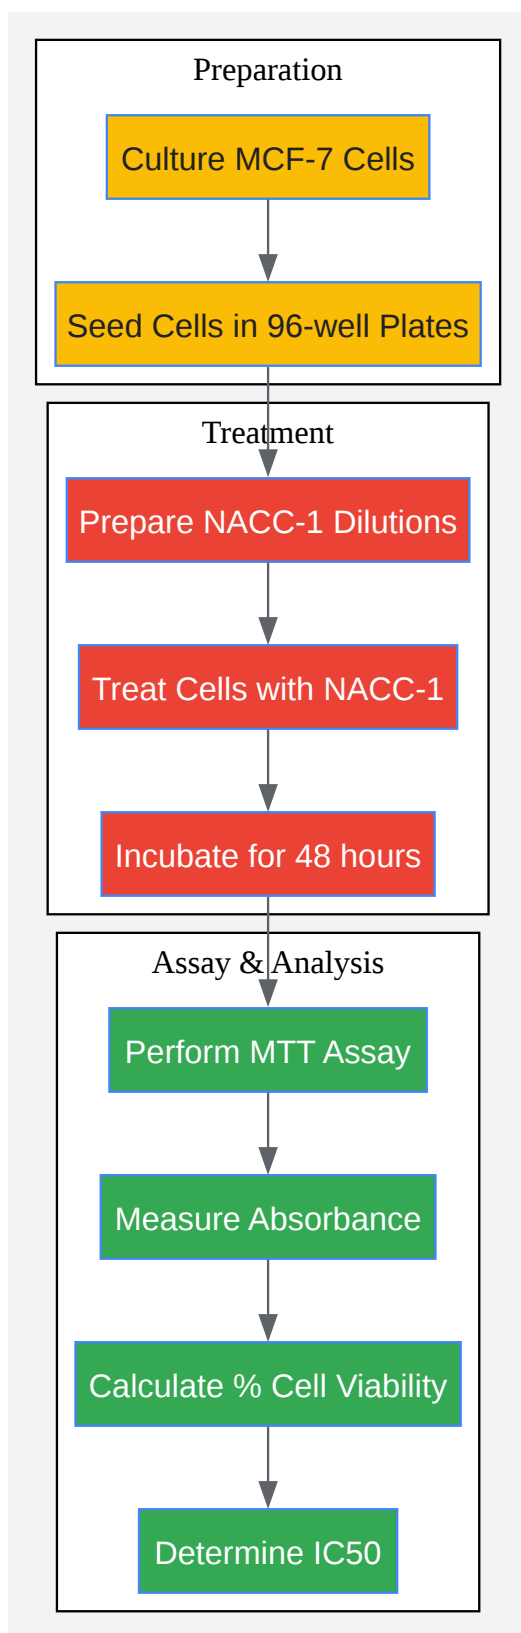 Preparation
Culture MCF-7 Cells
Seed Cells in 96-well Plates
Treatment
Prepare NACC-1 Dilutions
Treat Cells with NACC-1
Incubate for 48 hours
Assay & Analysis
Perform MTT Assay
Measure Absorbance
Calculate % Cell Viability
Determine IC50